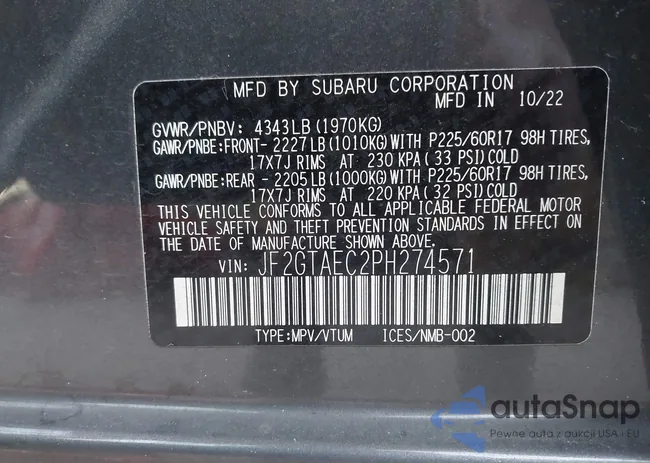 MFD BY SUBARU CORPORATION
MFD IN 10/22
GVWR/PNBV: 4343LB (1970KG)
GAWR/PNBE:FRONT- 2227LB (1010KG) WITH P225/60R17 98H TIRES,
17X7J RIMS AT 230 KPA ( 33 PSI) COLD
GAWR/PNBE:REAR - 2205LB (1000KG) WITH P225/60R17 98H TIRES,
17X7J RIMS AT 220 KPA ( 32 PSI) COLD
THIS VEHICLE CONFORMS TO ALL APPLICABLE FEDERAL MOTOR
VEHICLE SAFETY AND THEFT PREVENTION STANDARDS IN EFFECT ON
THE DATE OF MANUFACTURE SHOWN ABOVE.
VIN: JF2GTAEC2PH274571
TYPE:MPV/VTUM ICES/NMB-002
autaSnap
Pewne auta z aukcji USA - EU